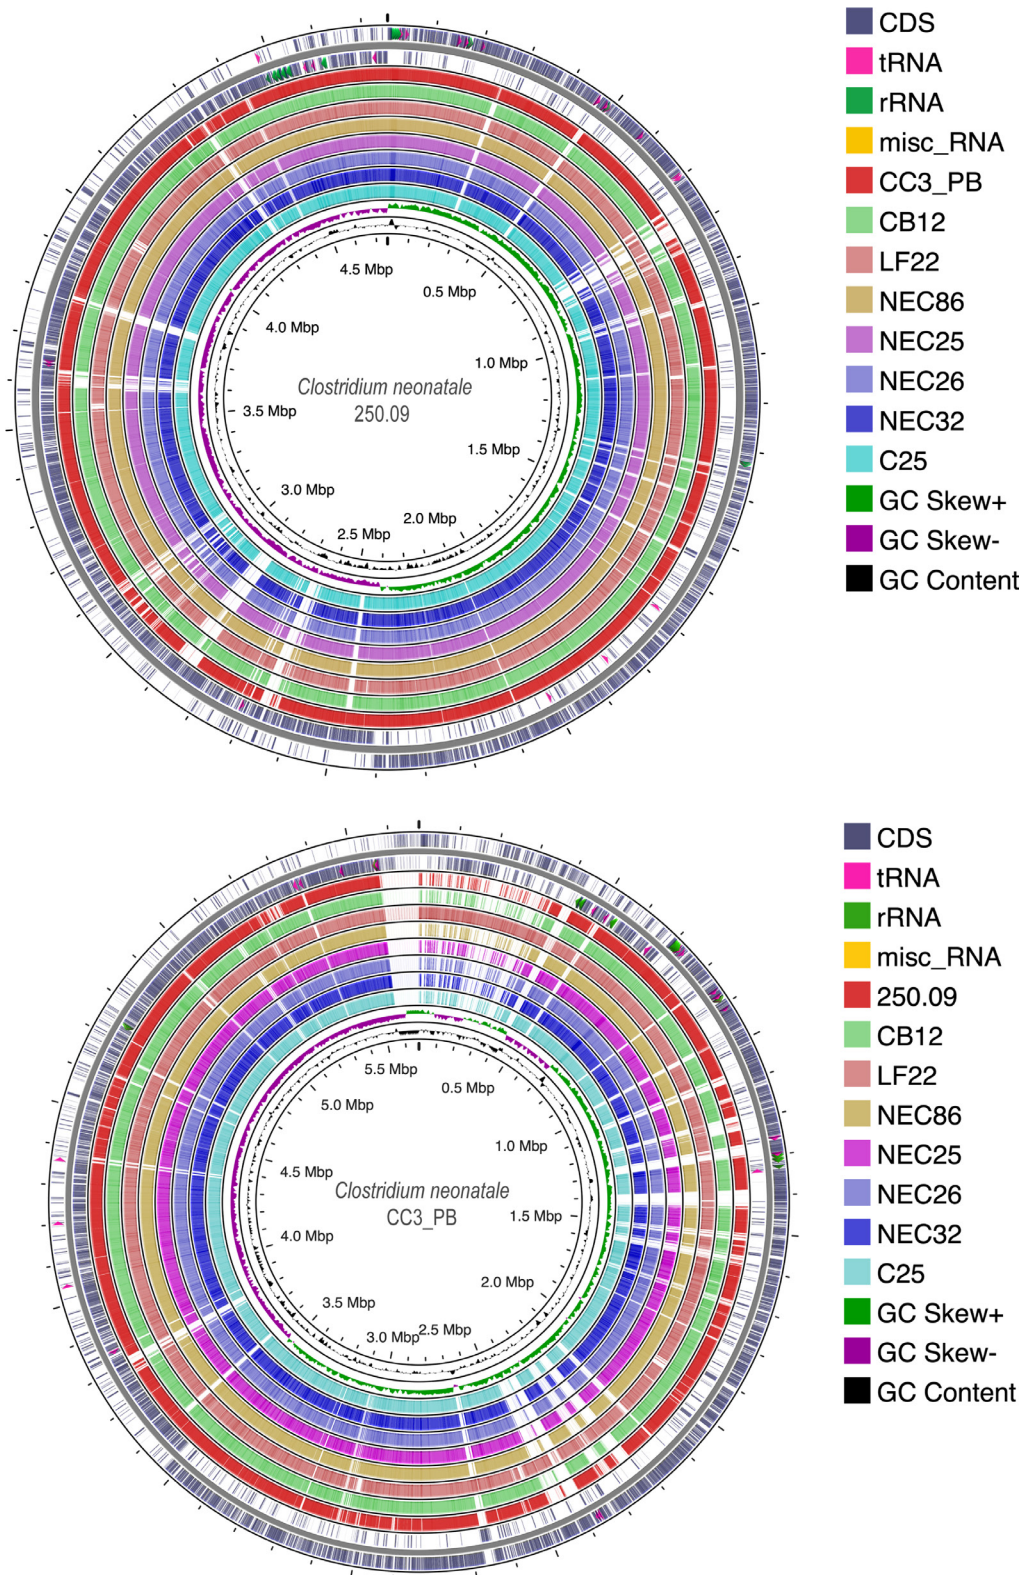 CDS
tRNA
rRNA
misc_RNA
CC3_PB
CB12
LF22
NEC86
NEC25
NEC26
NEC32
C25
GC Skew+
GC Skew-
GC Content
4.5 Mbp
0.5 Mbp
4.0 Mbp
1.0 Mbp
Clostridium neonatale
250.09
3.5 Mbp
1.5 Mbp
3.0 Mbp
2.0 Mbp
2.5 Mbp
CDS
tRNA
rRNA
misc_RNA
250.09
CB12
LF22
NEC86
NEC25
NEC26
NEC32
C25
GC Skew+
GC Skew-
GC Content
5.5 Mbp
0.5 Mbp
5.0 Mbp
1.0 Mbp
4.5 Mbp
Clostridium neonatale
CC3_PB
1.5 Mbp
4.0 Mbp
2.0 Mbp
3.5 Mbp
3.0 Mbp
2.5 Mbp